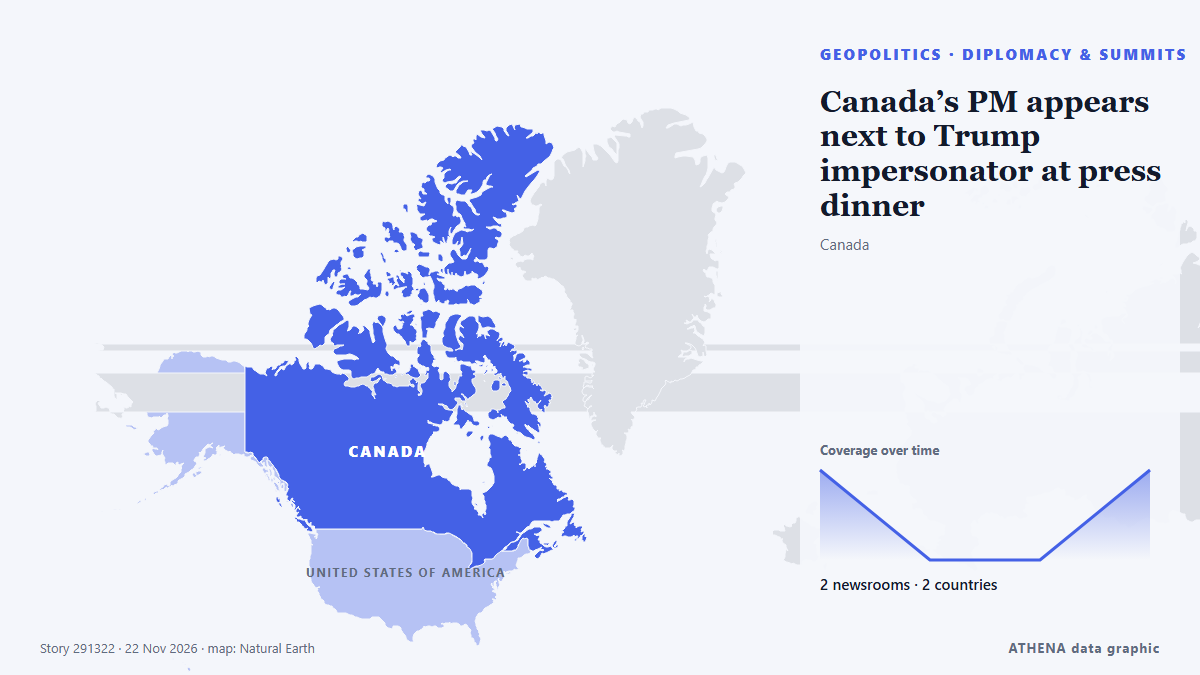 GEOPOLITICS · DIPLOMACY & SUMMITS
Canada’s PM appears
next to Trump
impersonator at press
dinner
Canada
CANADA
UNITED STATES OF AMERICA
Coverage over time
2 newsrooms · 2 countries
Story 291322 · 22 Nov 2026 · map: Natural Earth
ATHENA data graphic